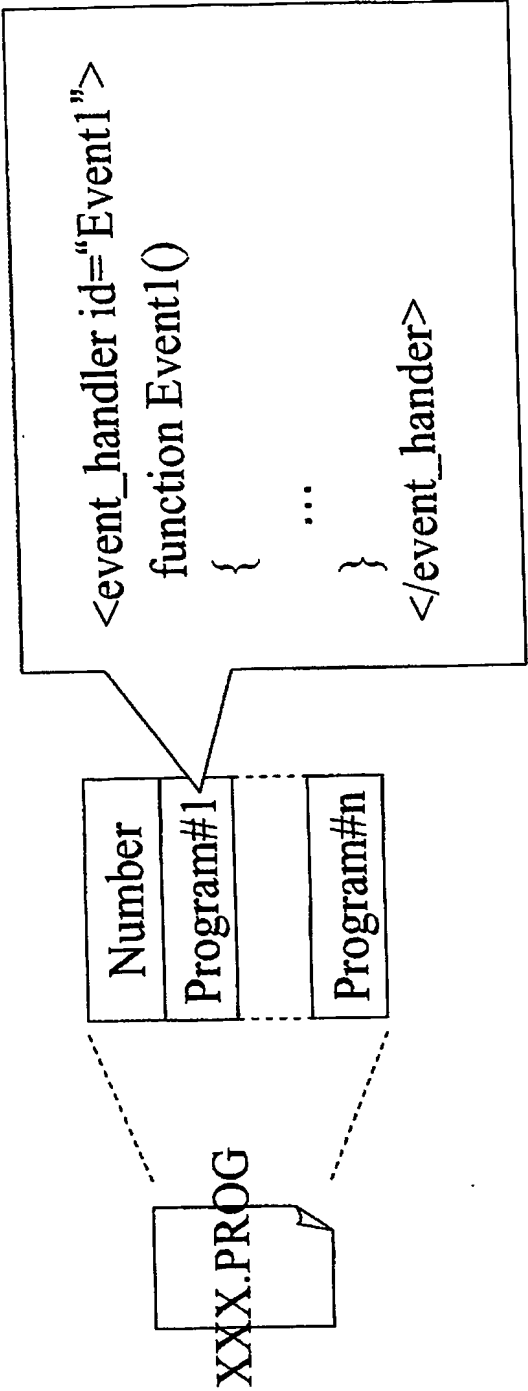 XXX.PROG
Number
Program#1
Program#n
<event_handler id=“Event1”>
function Event1()
{
...
}
</event_hander>